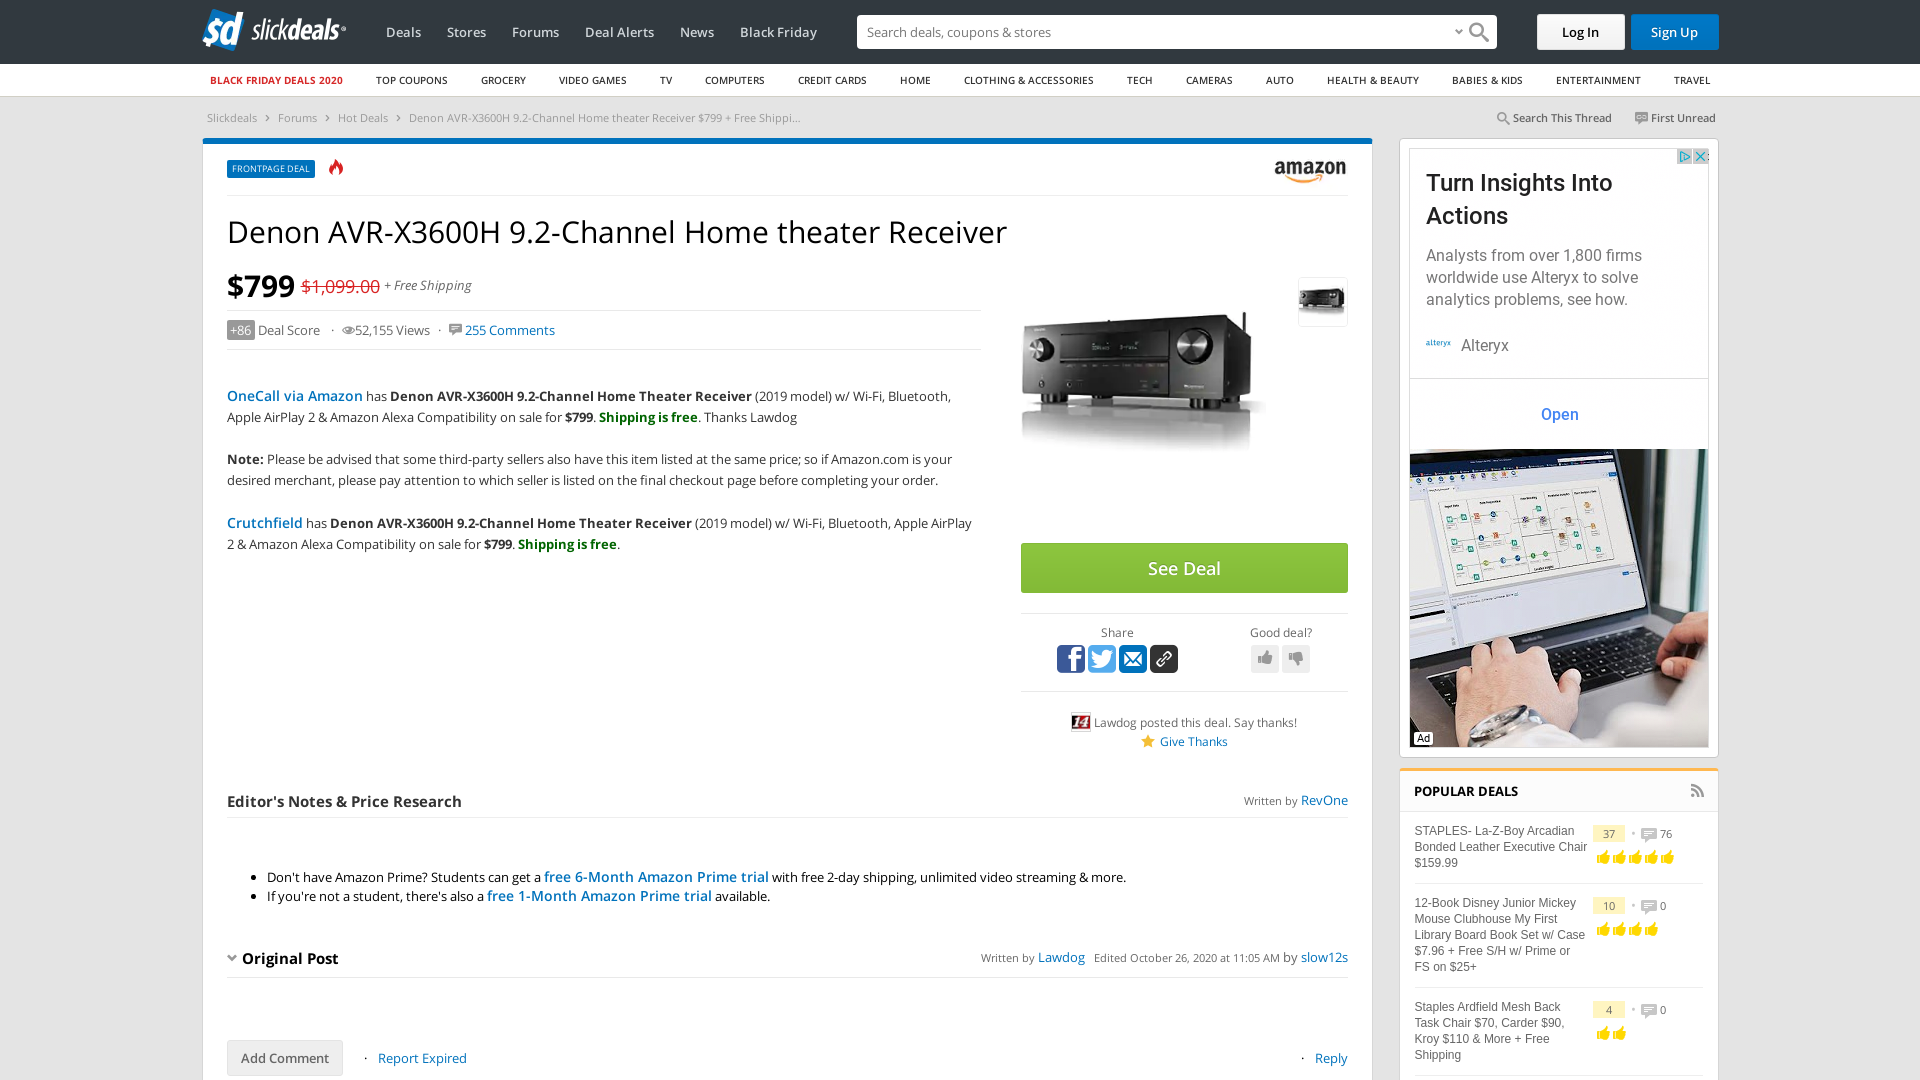 sd slickdeals
Deals Stores Forums Deal Alerts News Black Friday
Search deals, coupons & shops
Log In
Sign Up
BLACK FRIDAY DEALS 2020 TOP COUPONS GROCERY VIDEO GAMES TV COMPUTERS CREDIT CARDS HOME CLOTHING & ACCESSORIES TECH CAMERAS AUTO HEALTH & BEAUTY BABIES & KIDS ENTERTAINMENT TRAVEL
Slickdeals › Forums › Hot Deals › Denon AVR-X3600H 9.2-Channel Home theater Receiver $799 + Free Shippi...
Search This Thread First Unread
FRONTPAGE DEAL
amazon
Denon AVR-X3600H 9.2-Channel Home theater Receiver
$799 $1,099.00 + Free Shipping
+86 Deal Score · 52,155 Views · 255 Comments
OneCall via Amazon has Denon AVR-X3600H 9.2-Channel Home Theater Receiver (2019 model) w/ Wi-Fi, Bluetooth,
Apple AirPlay 2 & Amazon Alexa Compatibility on sale for $799. Shipping is free. Thanks Lawdog
Note: Please be advised that some third-party sellers also have this item listed at the same price; so if Amazon.com is your
desired merchant, please pay attention to which seller is listed on the final checkout page before completing your order.
Crutchfield has Denon AVR-X3600H 9.2-Channel Home Theater Receiver (2019 model) w/ Wi-Fi, Bluetooth, Apple AirPlay
2 & Amazon Alexa Compatibility on sale for $799. Shipping is free.
See Deal
Share
Good deal?
14 Lawdog posted this deal. Say thanks!
Give Thanks
Editor's Notes & Price Research
Written by RevOne
• Don't have Amazon Prime? Students can get a free 6-Month Amazon Prime trial with free 2-day shipping, unlimited video streaming & more.
• If you're not a student, there's also a free 1-Month Amazon Prime trial available.
Original Post
Written by Lawdog Edited October 26, 2020 at 11:05 AM by slow12s
Add Comment · Report Expired
· Reply
Turn Insights Into
Actions
Analysts from over 1,800 firms
worldwide use Alteryx to solve
analytics problems, see how.
alteryx Alteryx
Open
Ad
POPULAR DEALS
STAPLES- La-Z-Boy Arcadian
Bonded Leather Executive Chair
$159.99
37 • 76
12-Book Disney Junior Mickey
Mouse Clubhouse My First
Library Board Book Set w/ Case
$7.96 + Free S/H w/ Prime or
FS on $25+
10 • 0
Staples Ardfield Mesh Back
Task Chair $70, Carder $90,
Kroy $110 & More + Free
Shipping
4 • 0